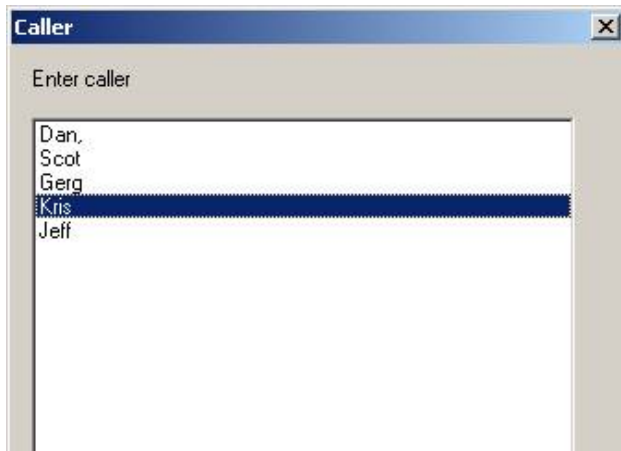 Caller
Enter caller
Dan,
Scot
Gerg
Kris
Jeff